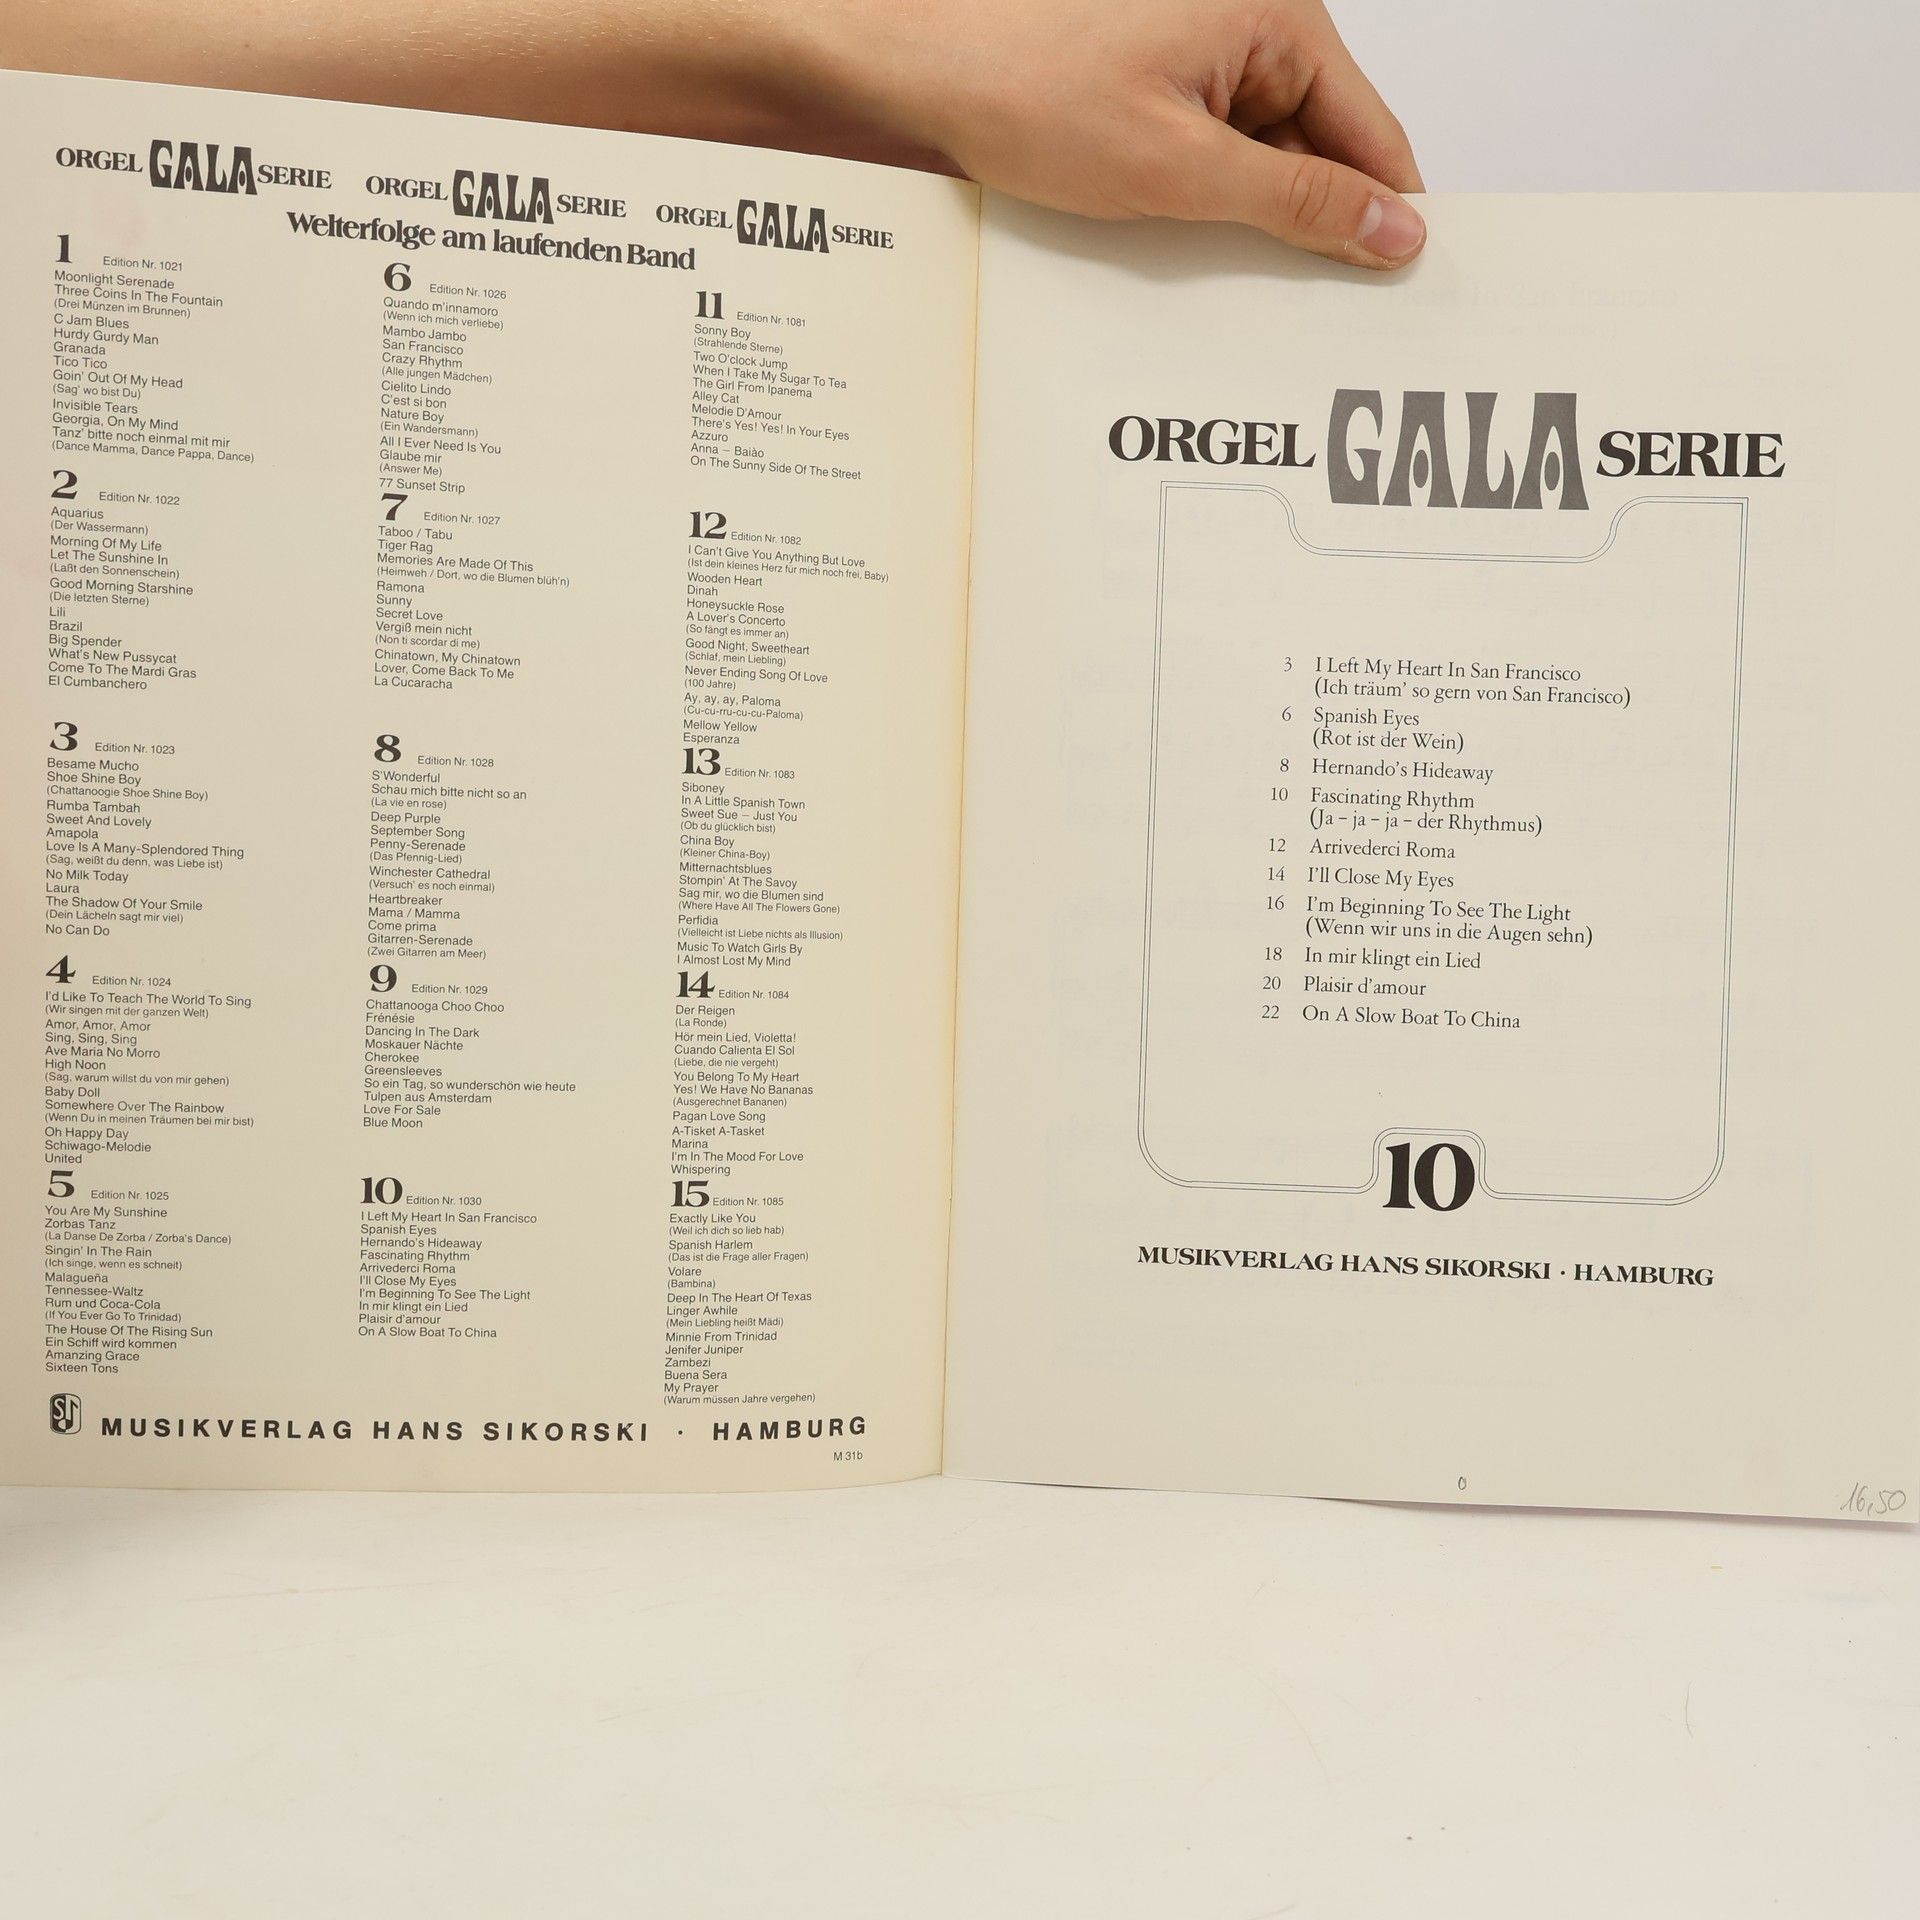 ORGEL GALA SERIE ORGEL GALA SERIE ORGEL GALA SERIE
Welterfolge am laufenden Band
1 Edition Nr. 1021
Moonlight Serenade
Three Coins In The Fountain
(Drei Münzen im Brunnen)
C Jam Blues
Hurdy Gurdy Man
Granada
Tico Tico
Goin' Out Of My Head
(Sag' wo bist Du)
Invisible Tears
Georgia, On My Mind
Tanz' bitte noch einmal mit mir
(Dance Mamma, Dance Pappa, Dance)
2 Edition Nr. 1022
Aquarius
(Der Wassermann)
Morning Of My Life
Let The Sunshine In
(Laßt den Sonnenschein)
Good Morning Starshine
(Die letzten Sterne)
Lili
Brazil
Big Spender
What's New Pussycat
Come To The Mardi Gras
El Cumbanchero
3 Edition Nr. 1023
Besame Mucho
Shoe Shine Boy
(Chattanoogie Shoe Shine Boy)
Rumba Tambah
Sweet And Lovely
Amapola
Love Is A Many-Splendored Thing
(Sag, weißt du denn, was Liebe ist)
No Milk Today
Laura
The Shadow Of Your Smile
(Dein Lächeln sagt mir viel)
No Can Do
4 Edition Nr. 1024
I'd Like To Teach The World To Sing
(Wir singen mit der ganzen Welt)
Amor, Amor, Amor
Sing, Sing, Sing
Ave Maria No Morro
High Noon
(Sag, warum willst du von mir gehen)
Baby Doll
Somewhere Over The Rainbow
(Wenn Du in meinen Träumen bei mir bist)
Oh Happy Day
Schiwago-Melodie
United
5 Edition Nr. 1025
You Are My Sunshine
Zorbas Tanz
(La Danse De Zorba / Zorba's Dance)
Singin' In The Rain
(Ich singe, wenn es schneit)
Malagueña
Tennessee-Waltz
Rum und Coca-Cola
(If You Ever Go To Trinidad)
The House Of The Rising Sun
Ein Schiff wird kommen
Amanzing Grace
Sixteen Tons
6 Edition Nr. 1026
Quando m'innamoro
(Wenn ich mich verliebe)
Mambo Jambo
San Francisco
Crazy Rhythm
(Alle jungen Mädchen)
Cielito Lindo
C'est si bon
Nature Boy
(Ein Wandersmann)
All I Ever Need Is You
Glaube mir
(Answer Me)
77 Sunset Strip
7 Edition Nr. 1027
Taboo / Tabu
Tiger Rag
Memories Are Made Of This
(Heimweh / Dort, wo die Blumen blüh'n)
Ramona
Sunny
Secret Love
Vergiß mein nicht
(Non ti scordar di me)
Chinatown, My Chinatown
Lover, Come Back To Me
La Cucaracha
8 Edition Nr. 1028
S'Wonderful
Schau mich bitte nicht so an
(La vie en rose)
Deep Purple
September Song
Penny-Serenade
(Das Pfennig-Lied)
Winchester Cathedral
(Versuch' es noch einmal)
Heartbreaker
Mama / Mamma
Come prima
Gitarren-Serenade
(Zwei Gitarren am Meer)
9 Edition Nr. 1029
Chattanooga Choo Choo
Frénésie
Dancing In The Dark
Moskauer Nächte
Cherokee
Greensleeves
So ein Tag, so wunderschön wie heute
Tulpen aus Amsterdam
Love For Sale
Blue Moon
10 Edition Nr. 1030
I Left My Heart In San Francisco
Spanish Eyes
Hernando's Hideaway
Fascinating Rhythm
Arrivederci Roma
I'll Close My Eyes
I'm Beginning To See The Light
In mir klingt ein Lied
Plaisir d'amour
On A Slow Boat To China
11 Edition Nr. 1081
Sonny Boy
(Strahlende Sterne)
Two O'clock Jump
When I Take My Sugar To Tea
The Girl From Ipanema
Alley Cat
Melodie D'Amour
There's Yes! Yes! In Your Eyes
Azzuro
Anna – Baião
On The Sunny Side Of The Street
12 Edition Nr. 1082
I Can't Give You Anything But Love
(Ist dein kleines Herz für mich noch frei, Baby)
Wooden Heart
Dinah
Honeysuckle Rose
A Lover's Concerto
(So fängt es immer an)
Good Night, Sweetheart
(Schlaf, mein Liebling)
Never Ending Song Of Love
(100 Jahre)
Ay, ay, ay, Paloma
(Cu-cu-rru-cu-cu-Paloma)
Mellow Yellow
Esperanza
13 Edition Nr. 1083
Siboney
In A Little Spanish Town
Sweet Sue – Just You
(Ob du glücklich bist)
China Boy
(Kleiner China-Boy)
Mitternachtsblues
Stompin' At The Savoy
Sag mir, wo die Blumen sind
(Where Have All The Flowers Gone)
Perfidia
(Vielleicht ist Liebe nichts als Illusion)
Music To Watch Girls By
I Almost Lost My Mind
14 Edition Nr. 1084
Der Reigen
(La Ronde)
Hör mein Lied, Violetta!
Cuando Calienta El Sol
(Liebe, die nie vergeht)
You Belong To My Heart
Yes! We Have No Bananas
(Ausgerechnet Bananen)
Pagan Love Song
A-Tisket A-Tasket
Marina
I'm In The Mood For Love
Whispering
15 Edition Nr. 1085
Exactly Like You
(Weil ich dich so lieb hab)
Spanish Harlem
(Das ist die Frage aller Fragen)
Volare
(Bambina)
Deep In The Heart Of Texas
Linger Awhile
(Mein Liebling heißt Mädi)
Minnie From Trinidad
Jenifer Juniper
Zambezi
Buena Sera
My Prayer
(Warum müssen Jahre vergehen)
MUSIKVERLAG HANS SIKORSKI · HAMBURG
M 31b
ORGEL GALA SERIE
3 I Left My Heart In San Francisco
(Ich träum' so gern von San Francisco)
6 Spanish Eyes
(Rot ist der Wein)
8 Hernando's Hideaway
10 Fascinating Rhythm
(Ja – ja – ja – der Rhythmus)
12 Arrivederci Roma
14 I'll Close My Eyes
16 I'm Beginning To See The Light
(Wenn wir uns in die Augen sehn)
18 In mir klingt ein Lied
20 Plaisir d'amour
22 On A Slow Boat To China
10
MUSIKVERLAG HANS SIKORSKI · HAMBURG
0
16,50